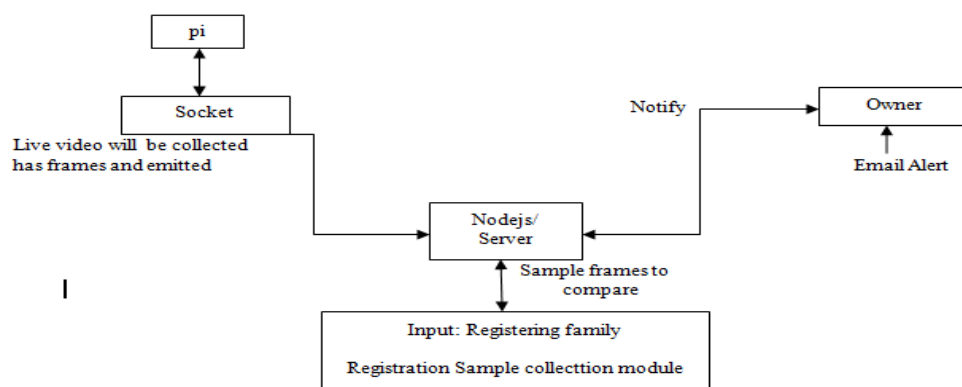 pi
Socket
Live video will be collected
has frames and emitted
Notify
Owner
Email Alert
Nodejs/
Server
Sample frames to
compare
Input: Registering family
Registration Sample collecttion module